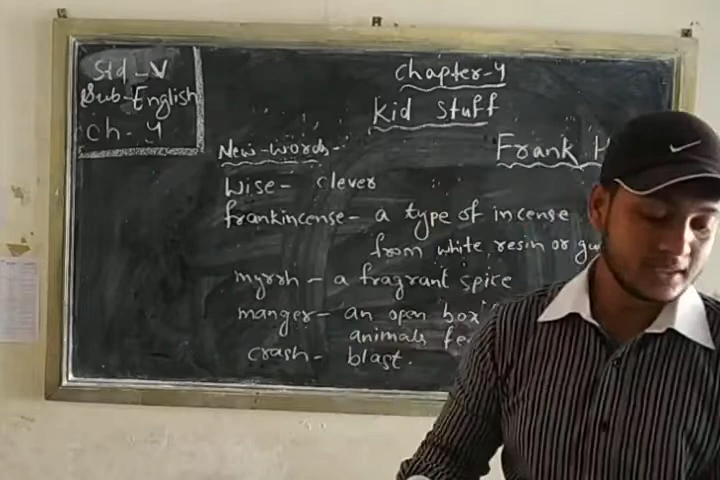 Std - V
Sub-English
Ch - 4
Chapter-4
Kid Stuff
Frank H
New-words-
Wise - clever
frankincense - a type of incense
from white resin or gu
myrrh - a fragrant spice
manger - an open box
animals fe
crash - blast.